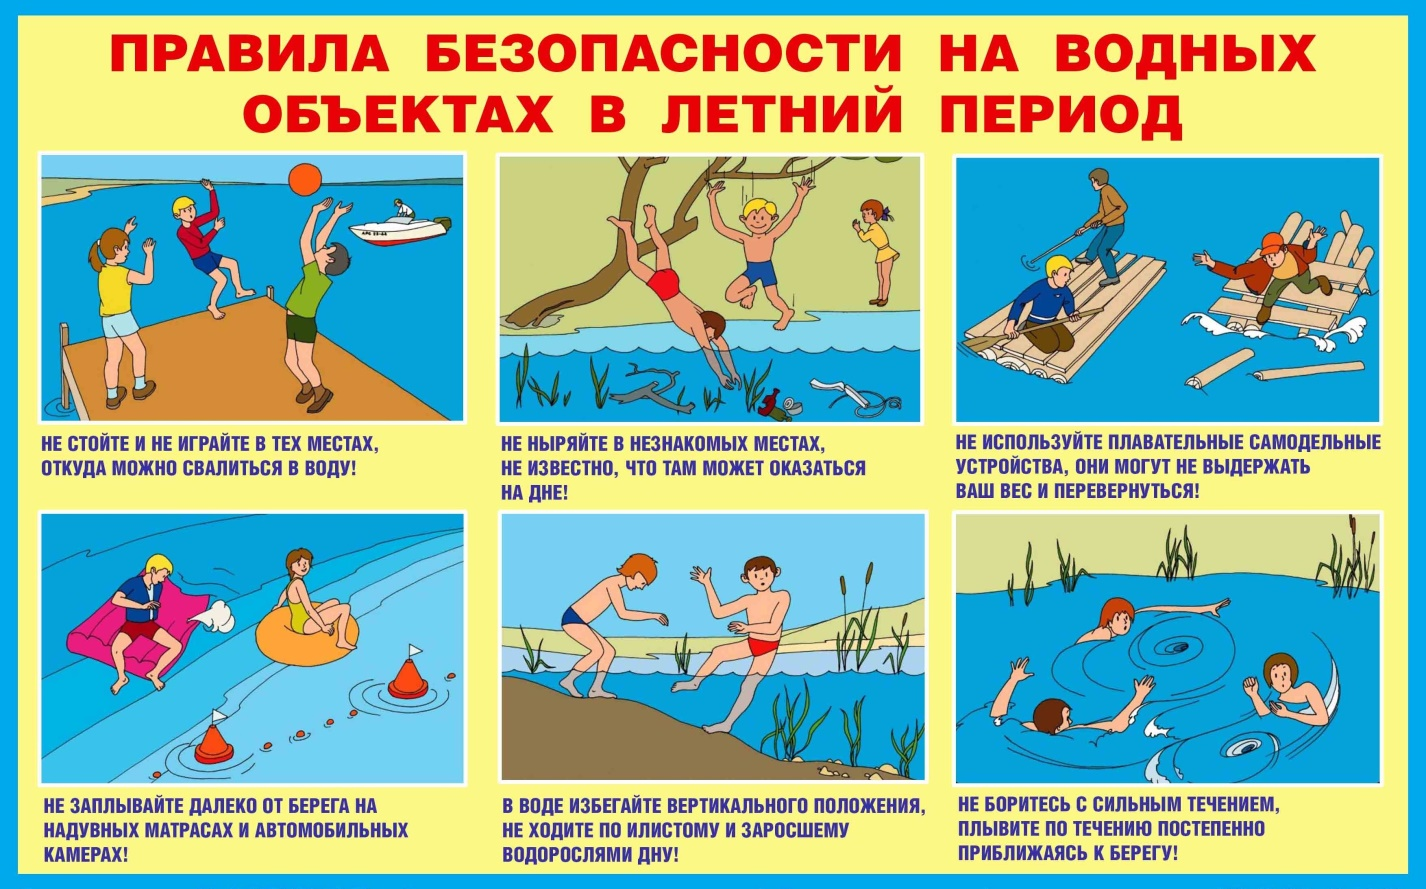 ПРАВИЛА БЕЗОПАСНОСТИ НА ВОДНЫХ
ОБЪЕКТАХ В ЛЕТНИЙ ПЕРИОД
НЕ СТОЙТЕ И НЕ ИГРАЙТЕ В ТЕХ МЕСТАХ,
ОТКУДА МОЖНО СВАЛИТЬСЯ В ВОДУ!
НЕ НЫРЯЙТЕ В НЕЗНАКОМЫХ МЕСТАХ,
НЕ ИЗВЕСТНО, ЧТО ТАМ МОЖЕТ ОКАЗАТЬСЯ
НА ДНЕ!
НЕ ИСПОЛЬЗУЙТЕ ПЛАВАТЕЛЬНЫЕ САМОДЕЛЬНЫЕ
УСТРОЙСТВА, ОНИ МОГУТ НЕ ВЫДЕРЖАТЬ
ВАШ ВЕС И ПЕРЕВЕРНУТЬСЯ!
НЕ ЗАПЛЫВАЙТЕ ДАЛЕКО ОТ БЕРЕГА НА
НАДУВНЫХ МАТРАСАХ И АВТОМОБИЛЬНЫХ
КАМЕРАХ!
В ВОДЕ ИЗБЕГАЙТЕ ВЕРТИКАЛЬНОГО ПОЛОЖЕНИЯ,
НЕ ХОДИТЕ ПО ИЛИСТОМУ И ЗАРОСШЕМУ
ВОДОРОСЛЯМИ ДНУ!
НЕ БОРИТЕСЬ С СИЛЬНЫМ ТЕЧЕНИЕМ,
ПЛЫВИТЕ ПО ТЕЧЕНИЮ ПОСТЕПЕННО
ПРИБЛИЖАЯСЬ К БЕРЕГУ!